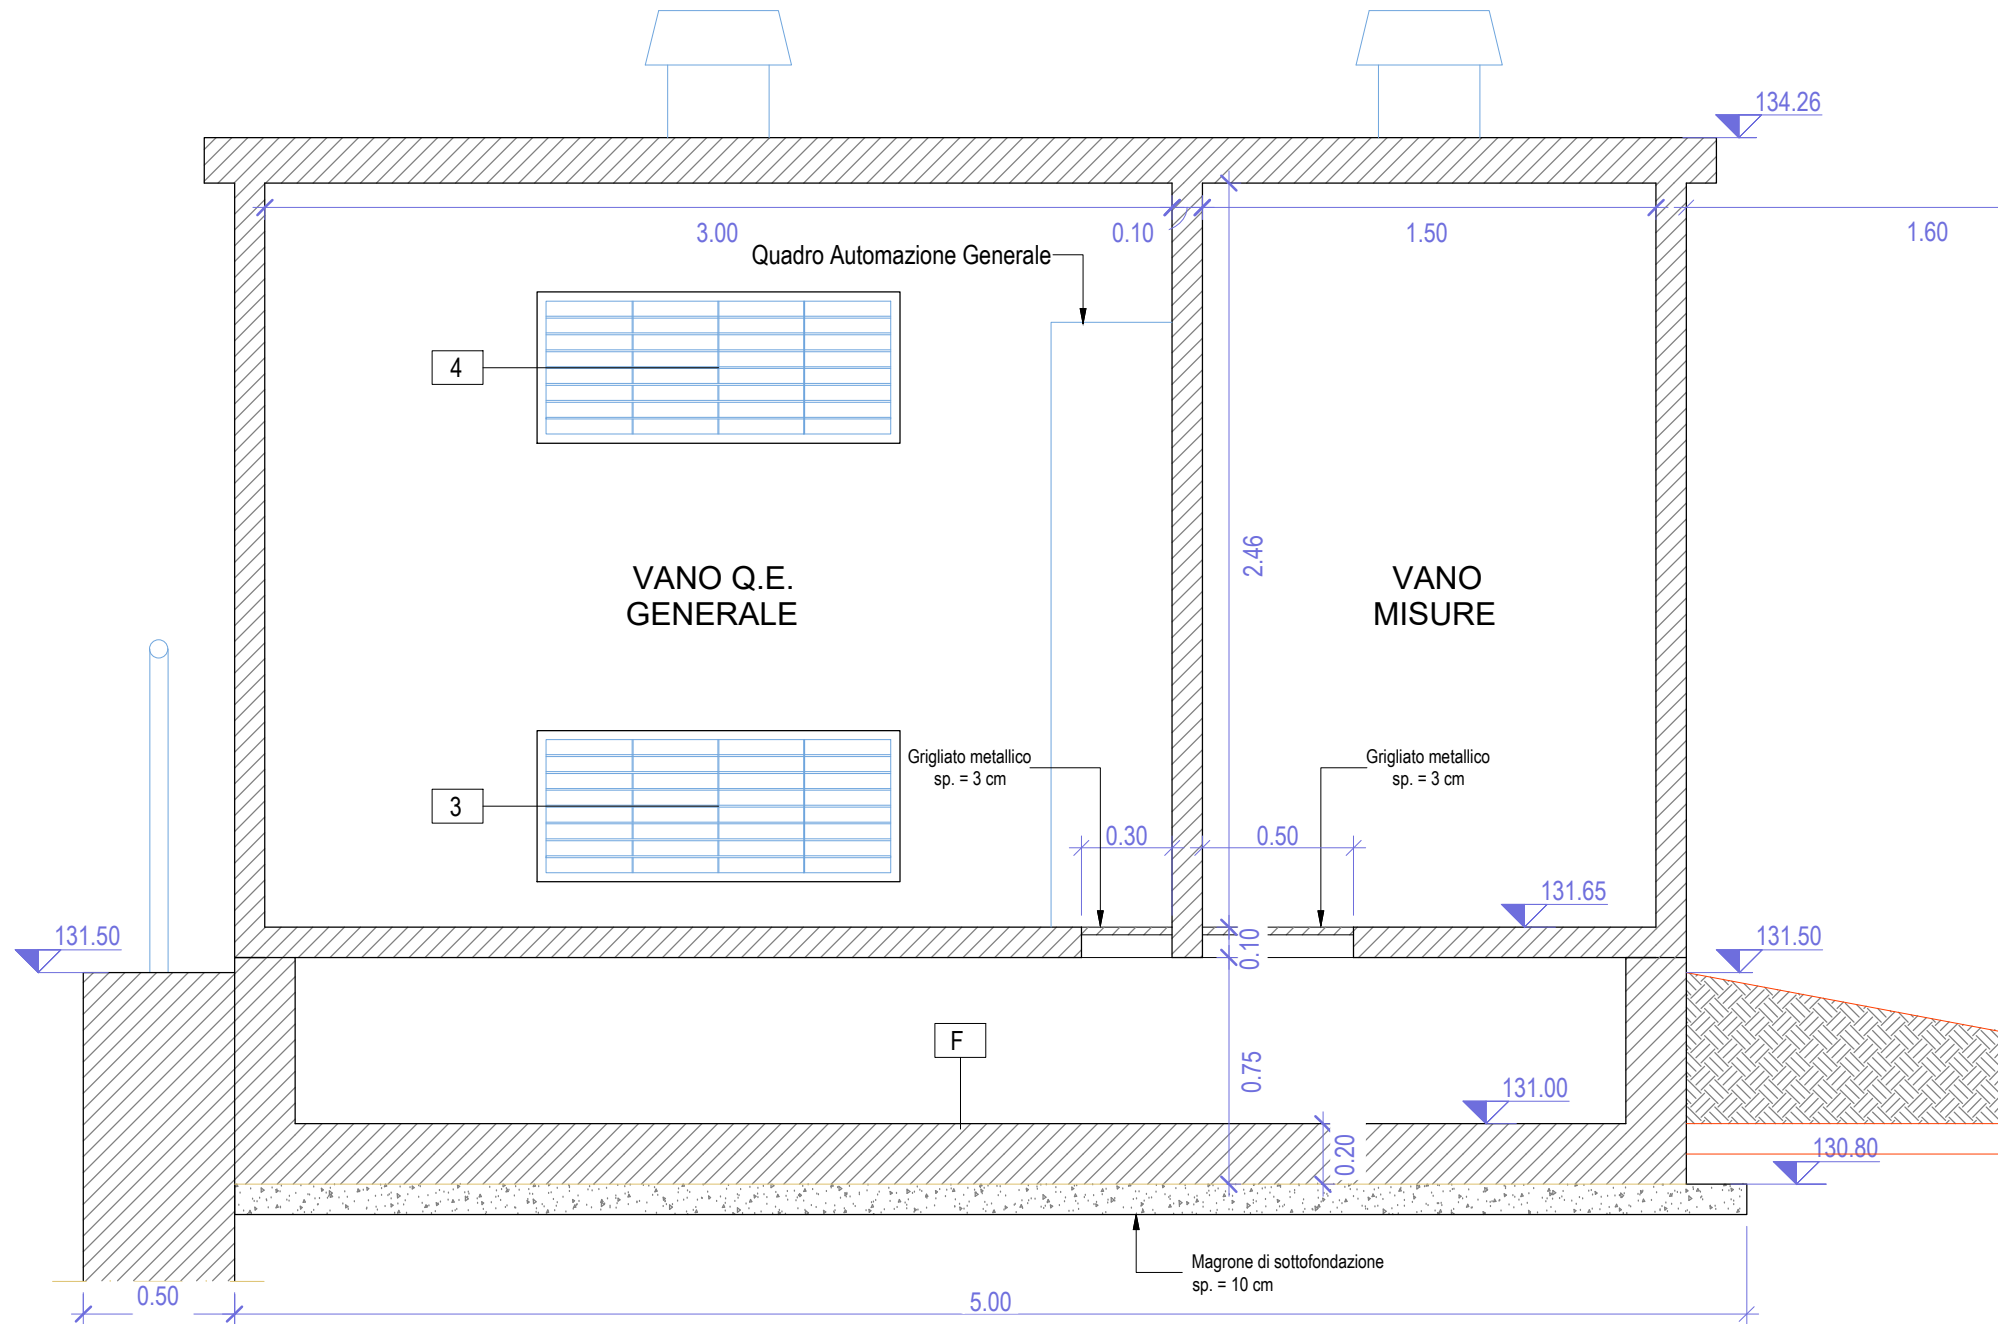 134.26
3.00
0.10
1.50
1.60
Quadro Automazione Generale
4
2.46
VANO Q.E.
GENERALE
VANO
MISURE
Grigliato metallico
sp. = 3 cm
Grigliato metallico
sp. = 3 cm
3
0.30
0.50
131.65
131.50
0.10
131.50
F
0.75
131.00
0.20
130.80
Magrone di sottofondazione
sp. = 10 cm
0.50
5.00